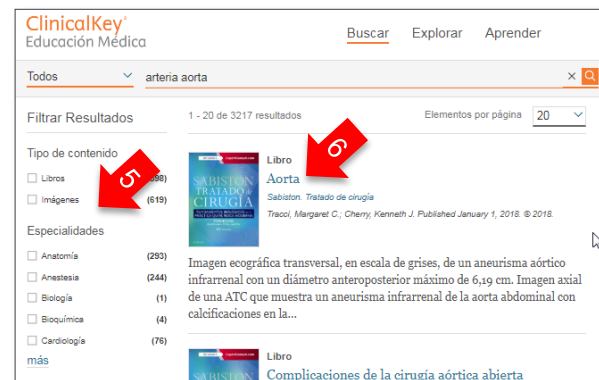 ClinicalKey®
Educación Médica
Buscar Explorar Aprender
Todos arteria aorta
Filtrar Resultados
1 - 20 de 3217 resultados
Elementos por página 20
Tipo de contenido
Libros
Imágenes (619)
5
Especialidades
Anatomía (293)
Anestesia (244)
Biología (1)
Bioquímica (4)
Cardiología (76)
más
6
SABISTON
TRATADO DE
CIRUGÍA
Libro
Aorta
Sabiston. Tratado de cirugía
Tracci, Margaret C.; Cherry, Kenneth J. Published January 1, 2018. © 2018.
Imagen ecográfica transversal, en escala de grises, de un aneurisma aórtico
infrarrenal con un diámetro anteroposterior máximo de 6,19 cm. Imagen axial
de una ATC que muestra un aneurisma infrarrenal de la aorta abdominal con
calcificaciones en la...
SABISTON
Libro
Complicaciones de la cirugía aórtica abierta